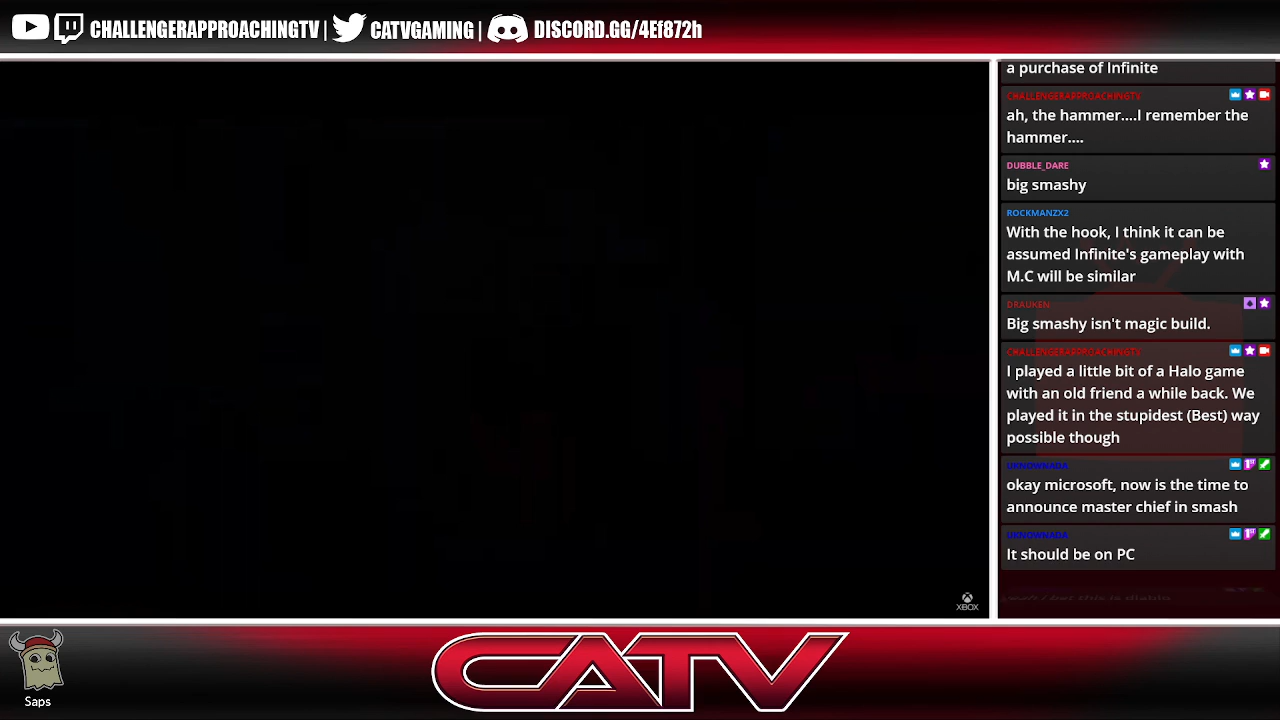 CHALLENGERAPPROACHINGTV | CATVGAMING | DISCORD.GG/4Ef872h
a purchase of Infinite
CHALLENGERAPPROACHINGTV
ah, the hammer....I remember the
hammer....
DUBBLE_DARE
big smashy
ROCKMANZX2
With the hook, I think it can be
assumed Infinite's gameplay with
M.C will be similar
DRAUKEN
Big smashy isn't magic build.
CHALLENGERAPPROACHINGTV
I played a little bit of a Halo game
with an old friend a while back. We
played it in the stupidest (Best) way
possible though
UKNOWNADA
okay microsoft, now is the time to
announce master chief in smash
UKNOWNADA
It should be on PC
XBOX
Saps
CATV